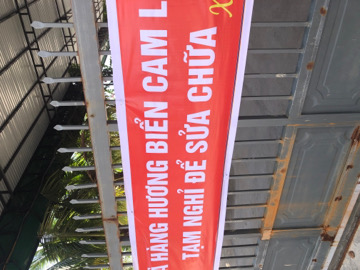 HÀNG HƯƠNG BIỂN CAM L
TẠM NGHỈ ĐỂ SỬA CHỮA
X